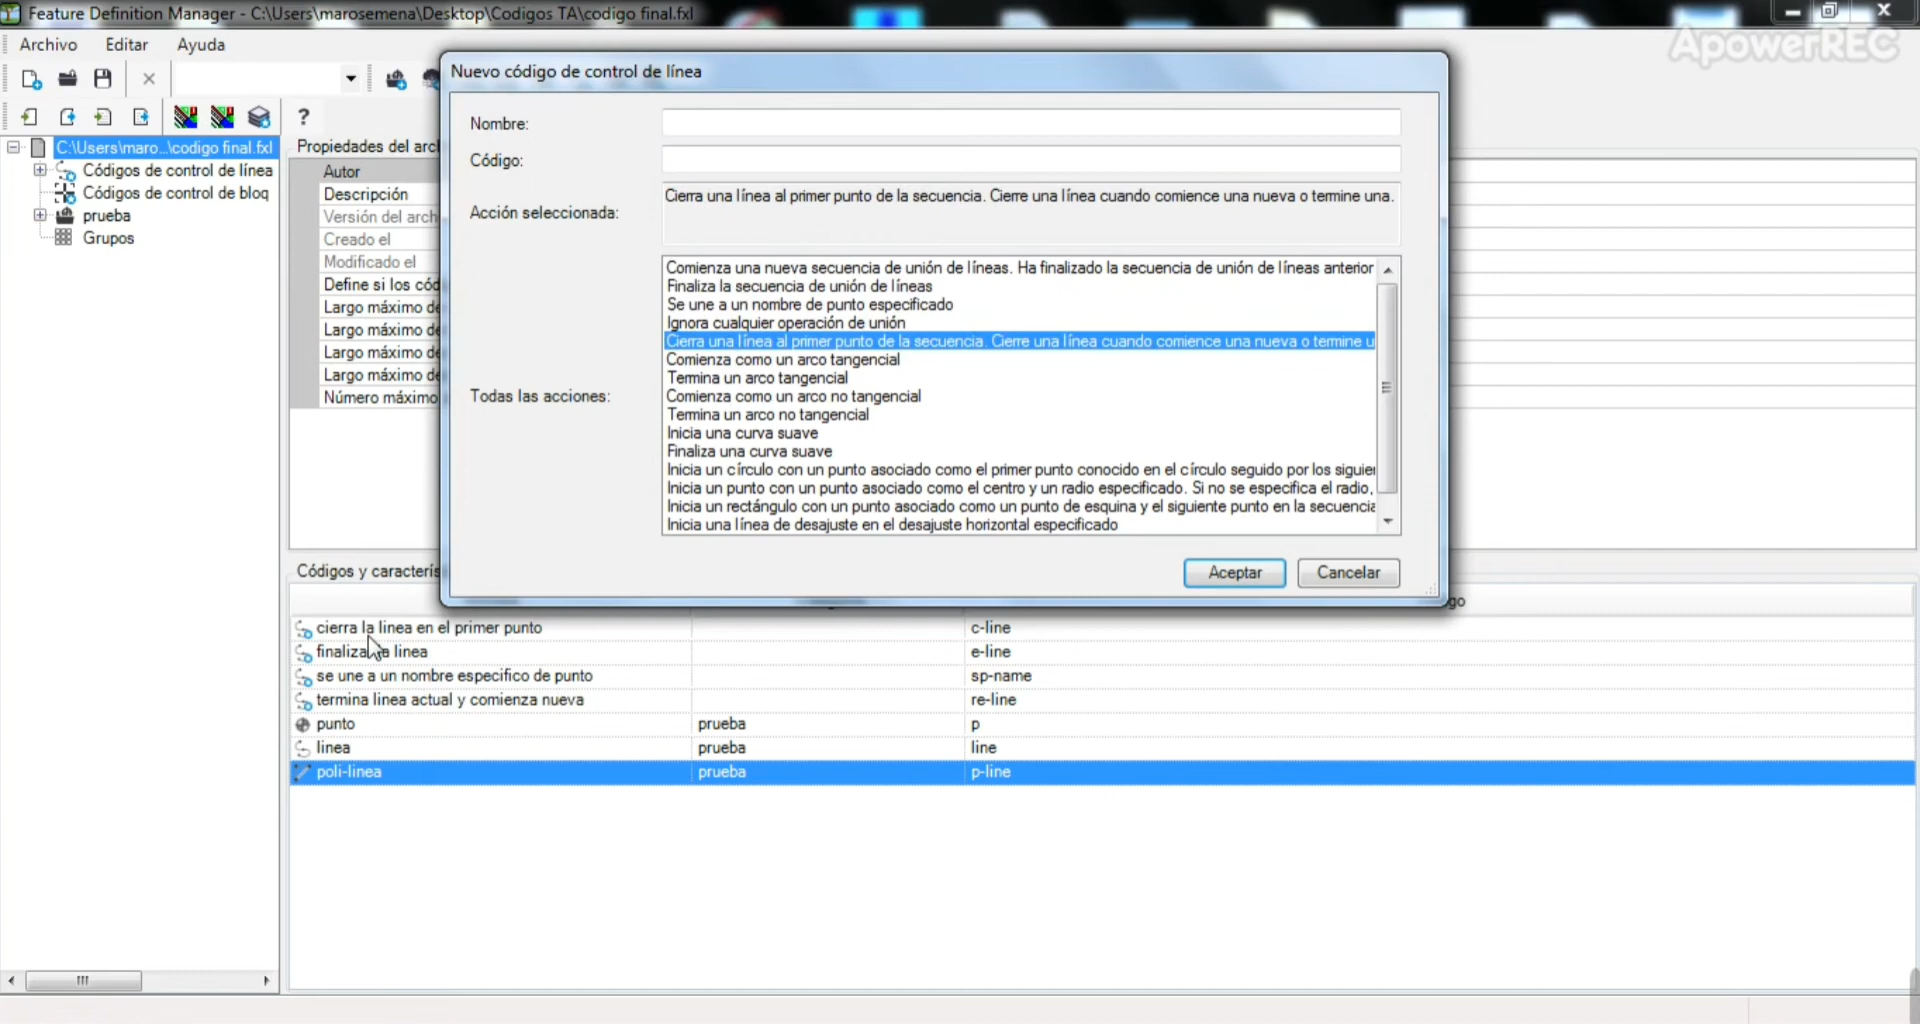 Feature Definition Manager - C:\Users\marosemena\Desktop\Codigos TA\codigo final.fxl
ApowerREC
Archivo Editar Ayuda
?
C:\Users\maro...\codigo final.fxl
Códigos de control de línea
Códigos de control de bloq
prueba
Grupos
Propiedades del arcl
Autor
Descripción
Versión del arch
Creado el
Modificado el
Define si los cód
Largo máximo de
Largo máximo de
Largo máximo de
Largo máximo de
Número máximo
Nuevo código de control de línea
Nombre:
Código:
Acción seleccionada:
Cierra una línea al primer punto de la secuencia. Cierre una línea cuando comience una nueva o termine una.
Todas las acciones:
Comienza una nueva secuencia de unión de líneas. Ha finalizado la secuencia de unión de líneas anterior
Finaliza la secuencia de unión de líneas
Se une a un nombre de punto especificado
Ignora cualquier operación de unión
Cierra una línea al primer punto de la secuencia. Cierre una línea cuando comience una nueva o termine u
Comienza como un arco tangencial
Termina un arco tangencial
Comienza como un arco no tangencial
Termina un arco no tangencial
Inicia una curva suave
Finaliza una curva suave
Inicia un círculo con un punto asociado como el primer punto conocido en el círculo seguido por los siguier
Inicia un punto con un punto asociado como el centro y un radio especificado. Si no se especifica el radio,
Inicia un rectángulo con un punto asociado como un punto de esquina y el siguiente punto en la secuencia
Inicia una línea de desajuste en el desajuste horizontal especificado
Aceptar Cancelar
Códigos y caracterís
go
cierra la linea en el primer punto c-line
finaliza la linea e-line
se une a un nombre especifico de punto sp-name
termina linea actual y comienza nueva re-line
punto prueba p
linea prueba line
poli-linea prueba p-line